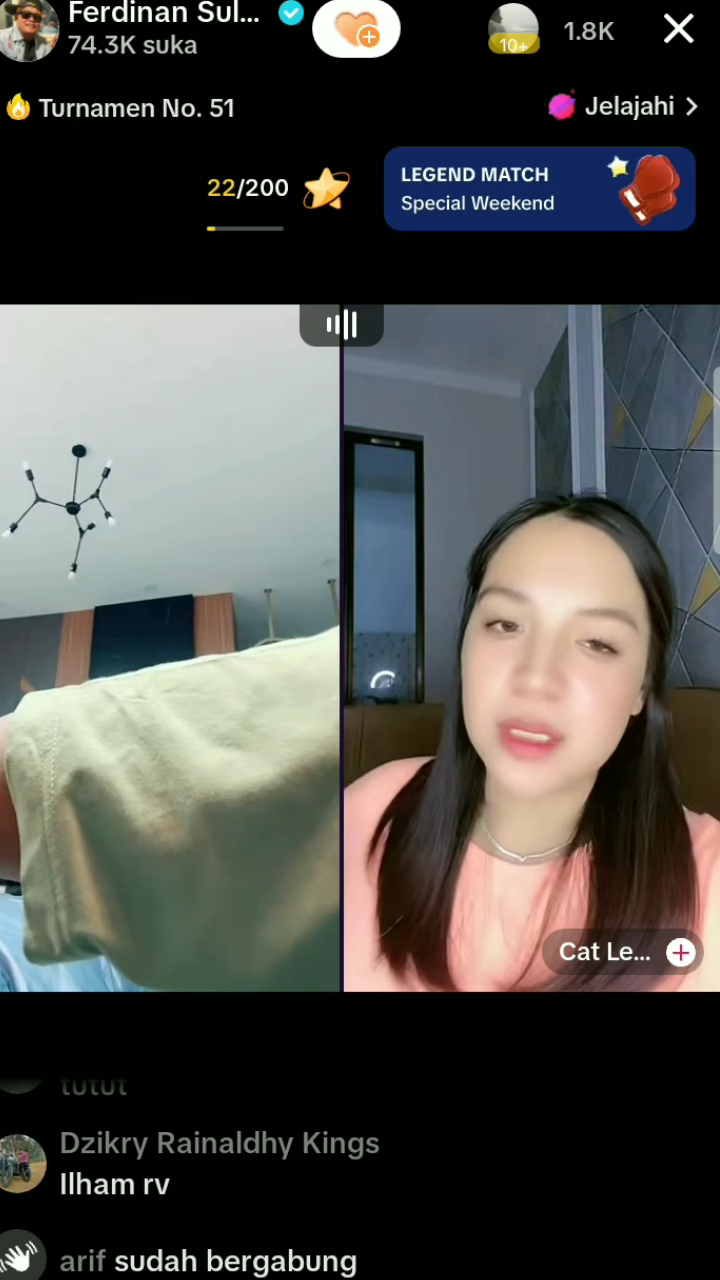 Ferdinan Sul...
74.3K suka
10+
1.8K
Turnamen No. 51
Jelajahi
22/200
LEGEND MATCH
Special Weekend
Cat Le...
tutut
Dzikry Rainaldhy Kings
Ilham rv
arif sudah bergabung